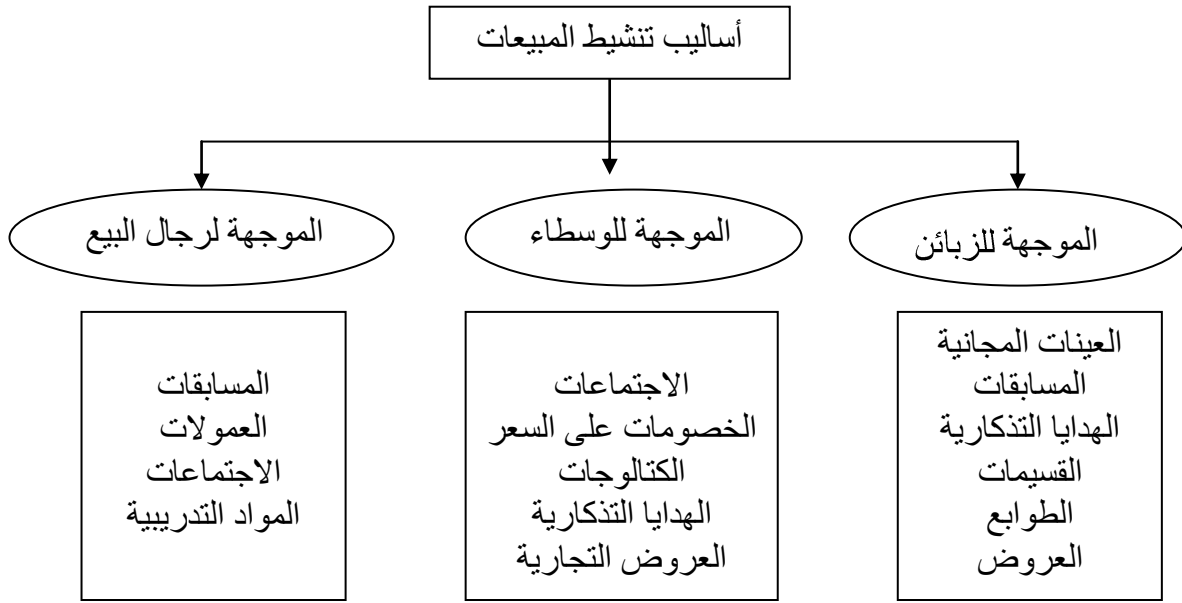 أساليب تنشيط المبيعات
الموجهة للزبائن
الموجهة للوسطاء
الموجهة لرجال البيع
العينات المجانية
المسابقات
الهدايا التذكارية
القسيمات
الطوابع
العروض
الاجتماعات
الخصومات على السعر
الكتالوجات
الهدايا التذكارية
العروض التجارية
المسابقات
العمولات
الاجتماعات
المواد التدريبية